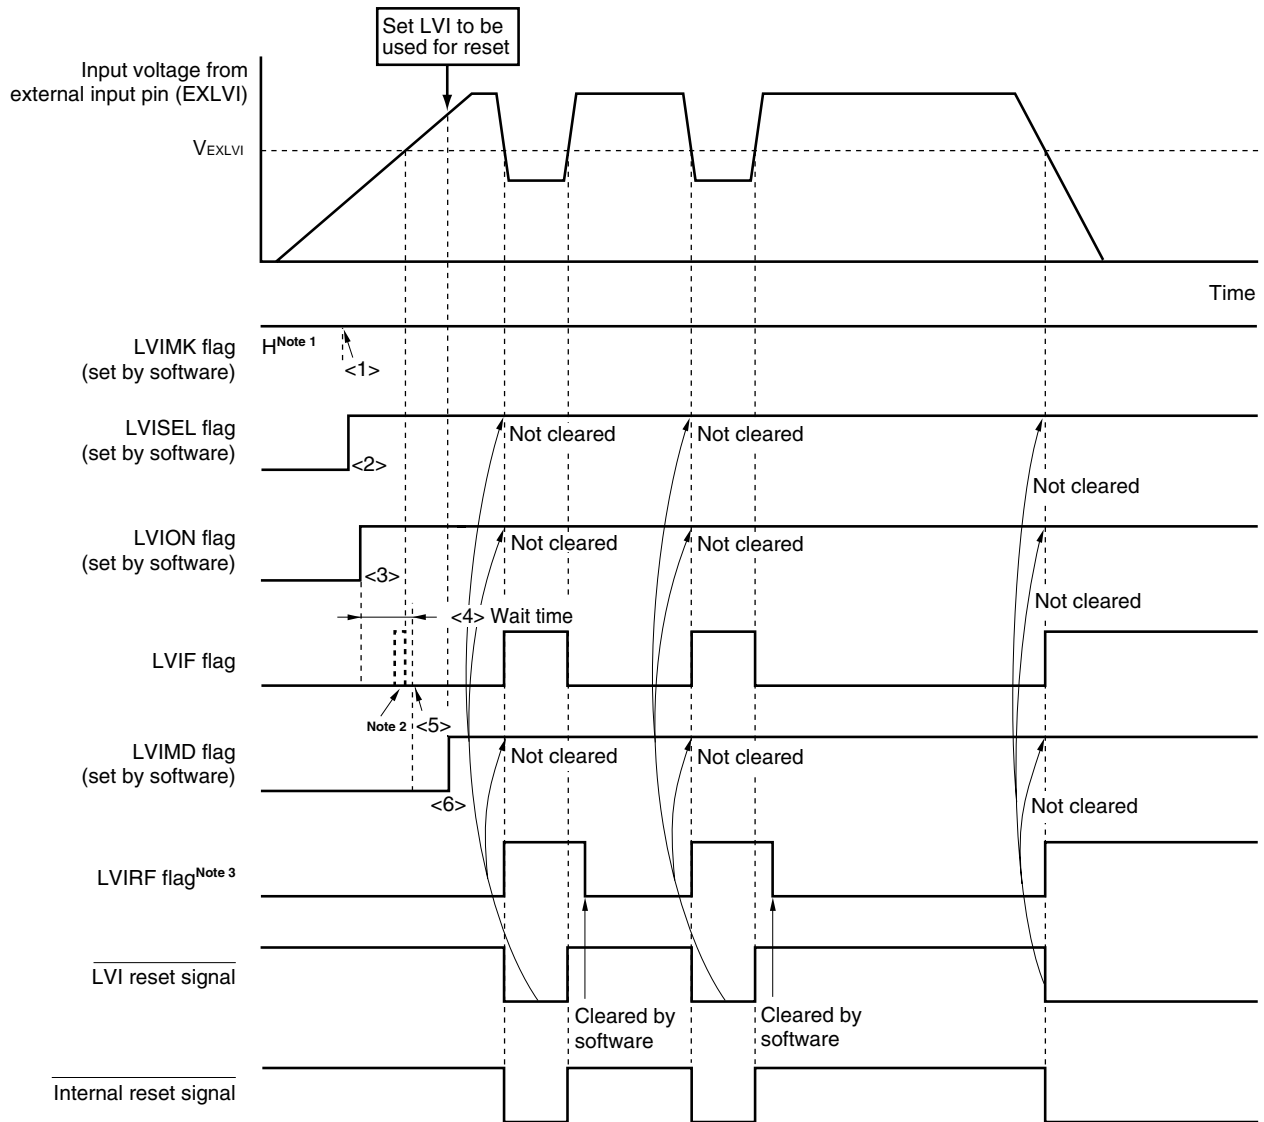 Set LVI to be
used for reset
Input voltage from
external input pin (EXLVI)
VEXLVI
Time
LVIMK flag
(set by software)
H Note 1
<1>
LVISEL flag
(set by software)
<2>
Not cleared
Not cleared
Not cleared
LVION flag
(set by software)
<3>
Not cleared
Not cleared
Not cleared
<4> Wait time
LVIF flag
Note 2
<5>
LVIMD flag
(set by software)
<6>
Not cleared
Not cleared
Not cleared
LVIRF flag Note 3
LVI reset signal
Cleared by
software
Cleared by
software
Internal reset signal